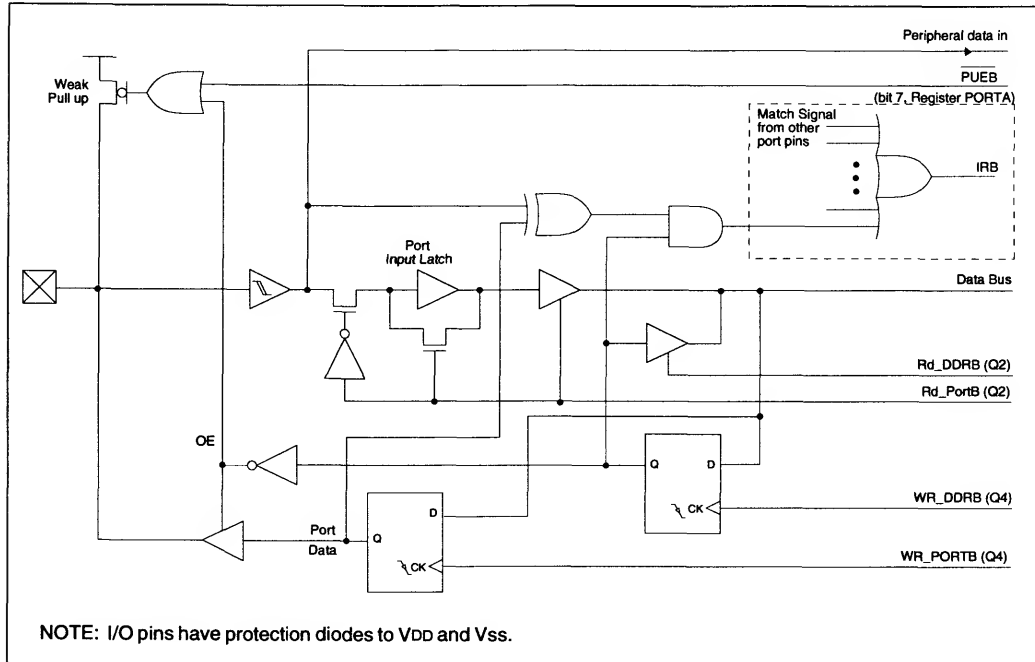 Peripheral data in
PUEB
(bit 7, Register PORTA)
Weak
Pull up
Match Signal
from other
port pins
IRB
Port
Input Latch
Data Bus
Rd_DDRB (Q2)
Rd_PortB (Q2)
OE
Q
D
CK
WR_DDRB (Q4)
Port
Data
Q
D
CK
WR_PORTB (Q4)
NOTE: I/O pins have protection diodes to VDD and Vss.